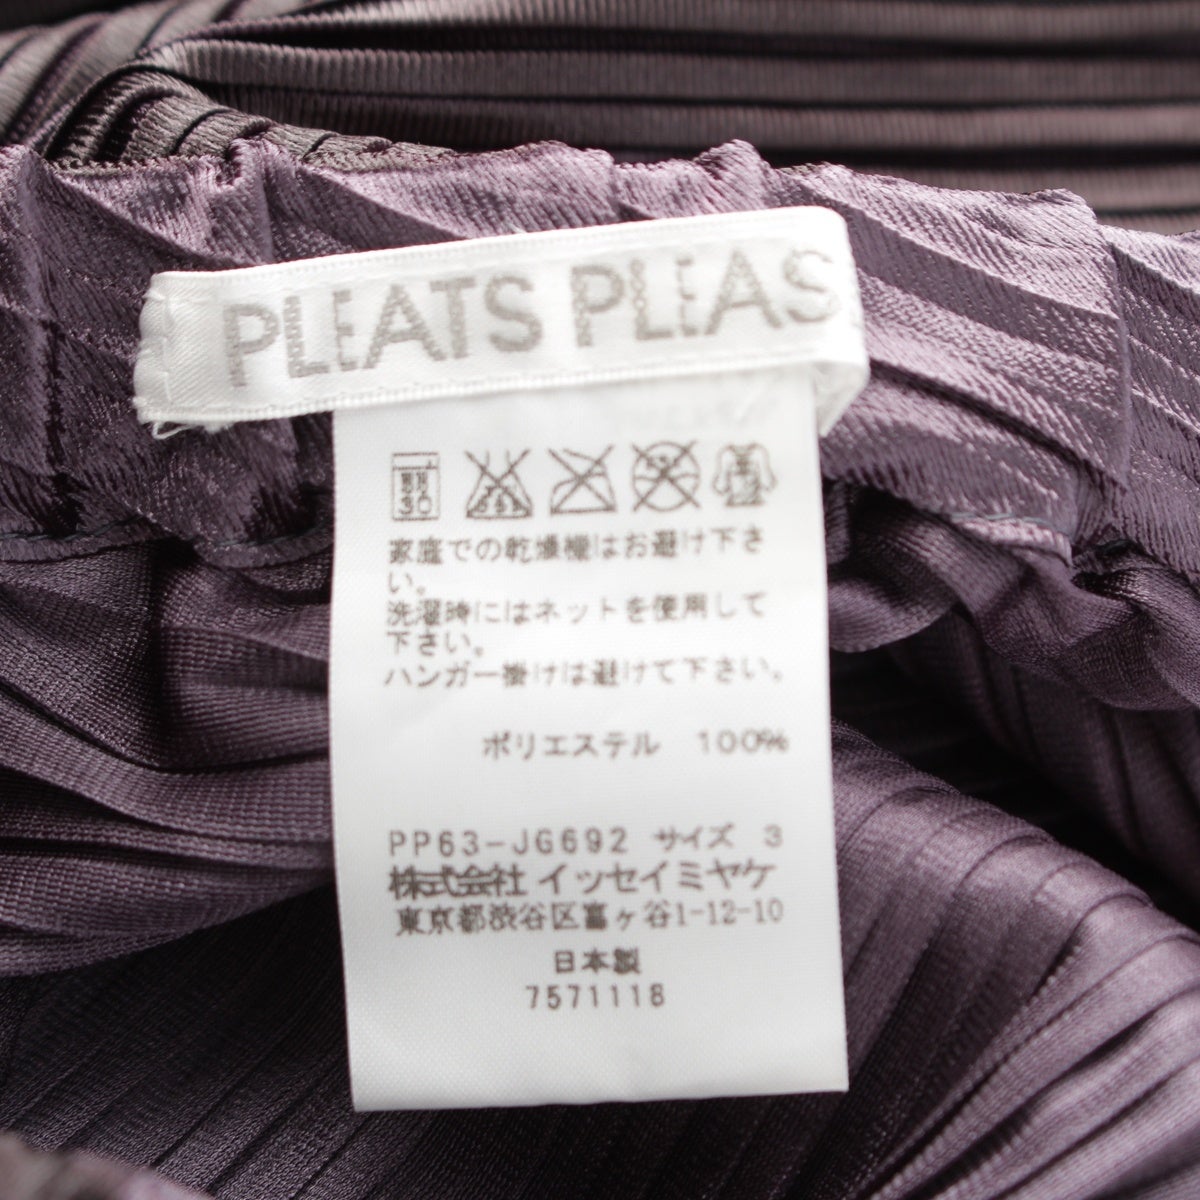 PLEATS PLEAS
30
家庭での乾燥機はお避け下さ
い。
洗濯時にはネットを使用して
下さい。
ハンガー掛けは避けて下さい。
ポリエステル 100%
PP63-JG692 サイズ 3
株式会社 イッセイミヤケ
東京都渋谷区富ヶ谷1-12-10
日本製
7571118